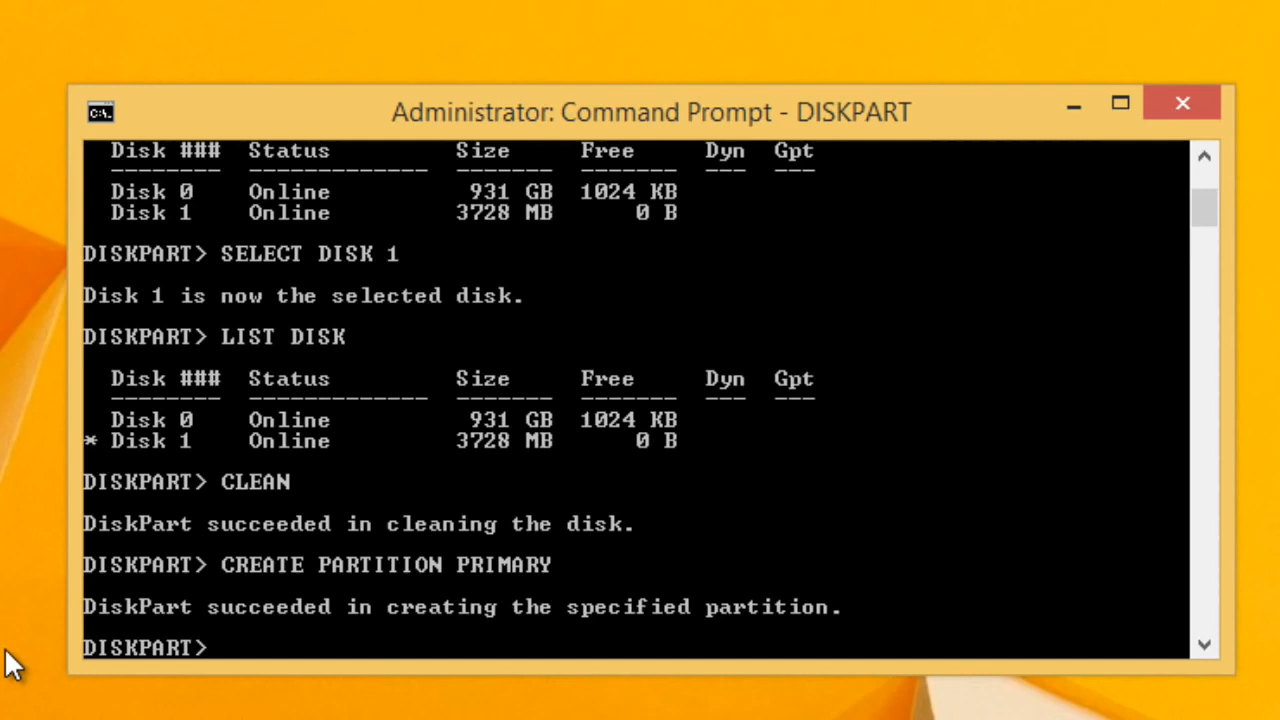 C:\.
Administrator: Command Prompt - DISKPART
Disk ###  Status         Size     Free     Dyn  Gpt
--------  -------------  -------  -------  ---  ---
Disk 0    Online          931 GB  1024 KB
Disk 1    Online         3728 MB      0 B
DISKPART> SELECT DISK 1
Disk 1 is now the selected disk.
DISKPART> LIST DISK
Disk ###  Status         Size     Free     Dyn  Gpt
--------  -------------  -------  -------  ---  ---
Disk 0    Online          931 GB  1024 KB
* Disk 1    Online         3728 MB      0 B
DISKPART> CLEAN
DiskPart succeeded in cleaning the disk.
DISKPART> CREATE PARTITION PRIMARY
DiskPart succeeded in creating the specified partition.
DISKPART>